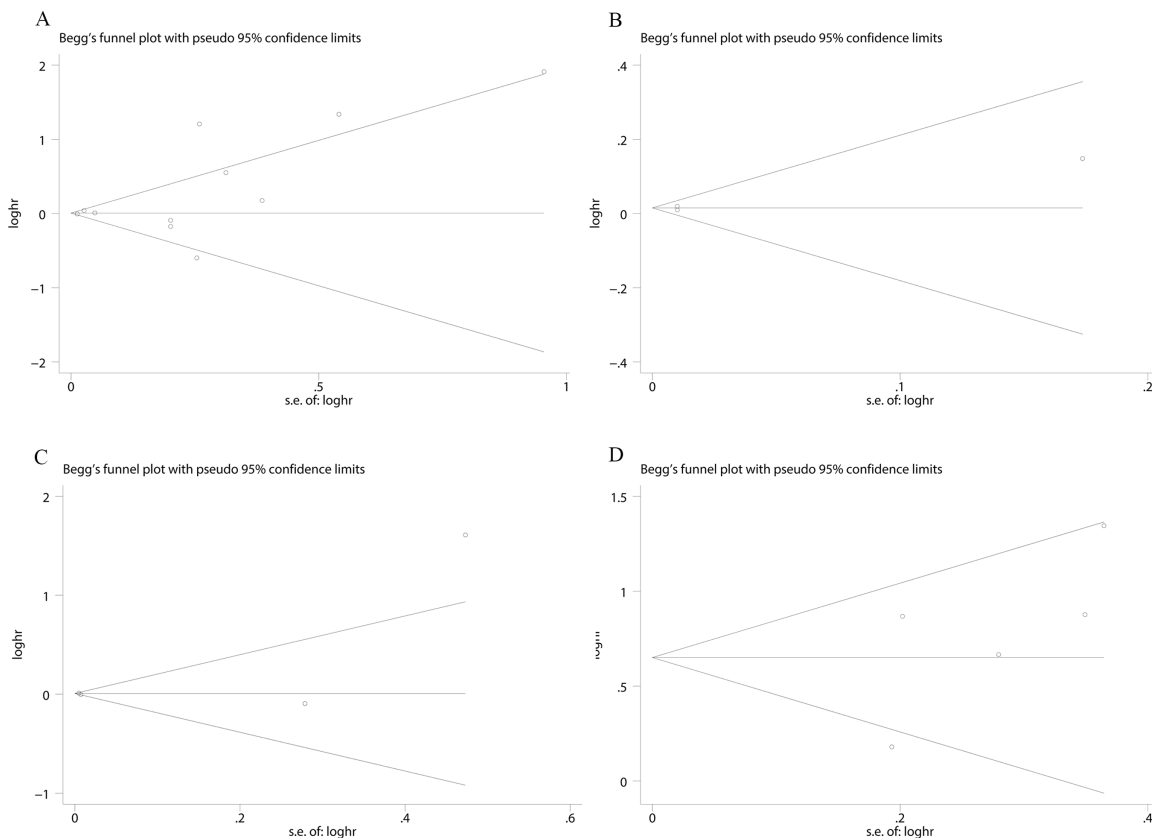 A
Begg's funnel plot with pseudo 95% confidence limits
loghr
2
1
0
−1
−2
0 .5 1
s.e. of: loghr
B
Begg's funnel plot with pseudo 95% confidence limits
loghr
.4
.2
0
−.2
−.4
0 .1 .2
s.e. of: loghr
C
Begg's funnel plot with pseudo 95% confidence limits
loghr
2
1
0
−1
0 .2 .4 .6
s.e. of: loghr
D
Begg's funnel plot with pseudo 95% confidence limits
1.5
1
.5
0
0 .2 .4
s.e. of: loghr